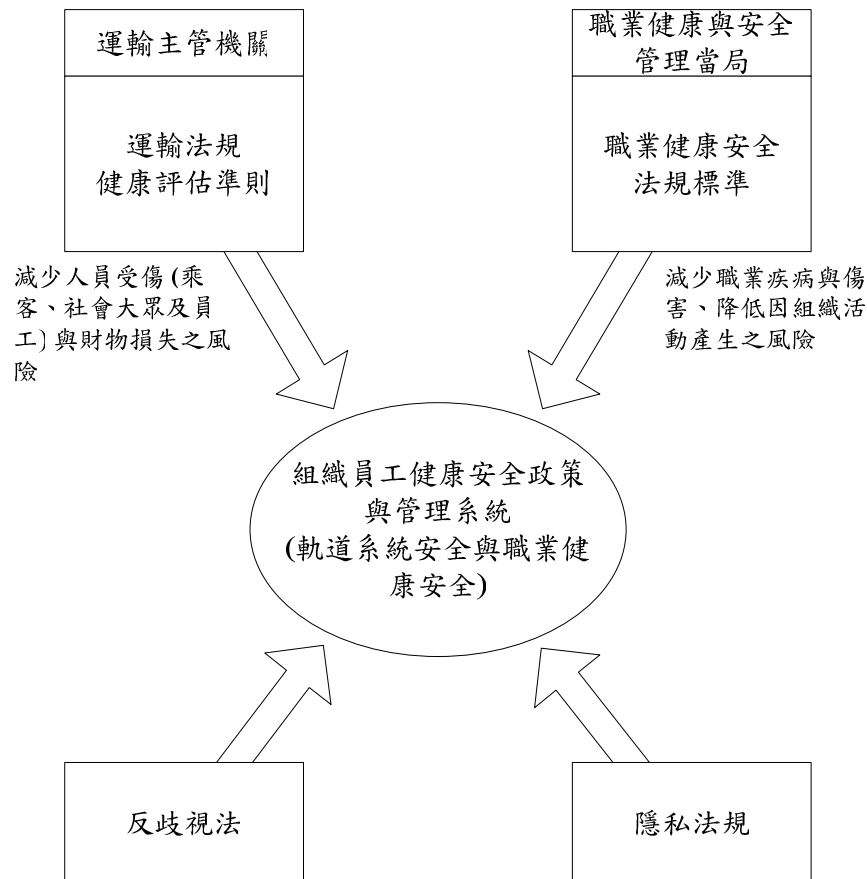 運輸主管機關
運輸法規
健康評估準則
職業健康與安全
管理當局
職業健康安全
法規標準
減少人員受傷(乘
客、社會大眾及員
工)與財物損失之風
險
減少職業疾病與傷
害、降低因組織活
動產生之風險
組織員工健康安全政策
與管理系統
(軌道系統安全與職業健
康安全)
反歧視法
隱私法規